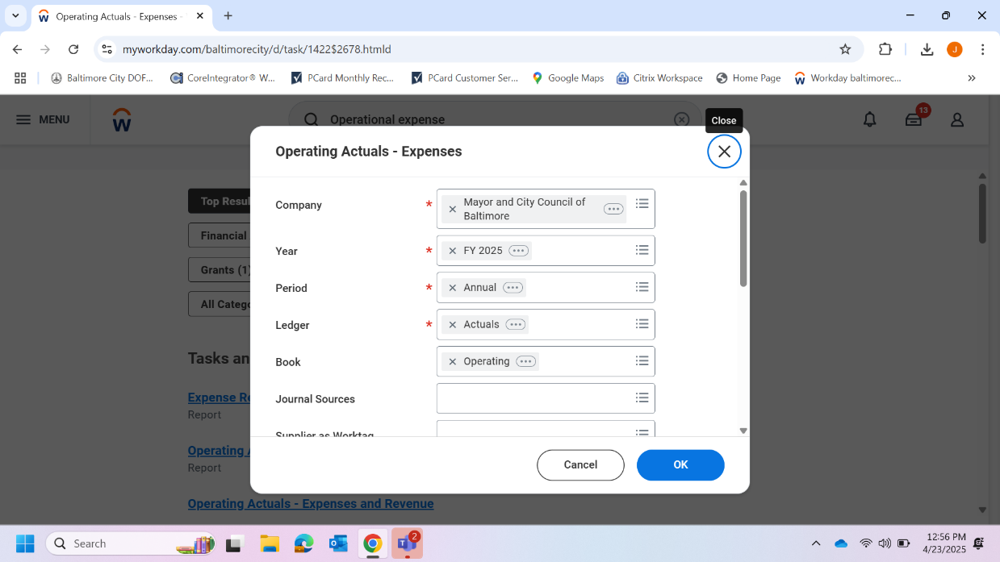 Operating Actuals - Expenses -
myworkday.com/baltimorecity/d/task/1422$2678.htmld
J
Baltimore City DOF...
CoreIntegrator® W...
PCard Monthly Rec...
PCard Customer Ser...
Google Maps
Citrix Workspace
Home Page
Workday baltimorec...
MENU
Operational expense
13
Close
Operating Actuals - Expenses
Top Resul
Financial
Grants (1)
All Catego
Tasks an
Expense R
Report
Operating
Report
Operating Actuals - Expenses and Revenue
Company *
Mayor and City Council of
Baltimore
Year *
FY 2025
Period *
Annual
Ledger *
Actuals
Book
Operating
Journal Sources
Supplier as Worktag
Cancel
OK
Search
2
12:56 PM
4/23/2025